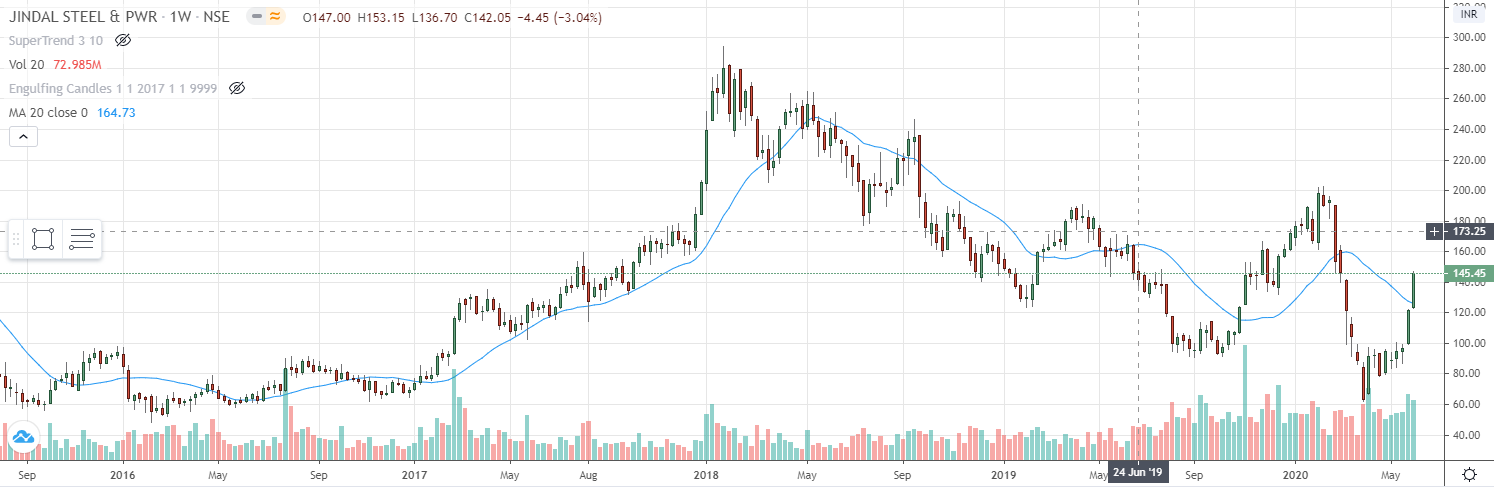 JINDAL STEEL & PWR · 1W · NSE O147.00 H153.15 L136.70 C142.05 −4.45 (−3.04%)
SuperTrend 3 10
Vol 20 72.985M
Engulfing Candles 1 1 2017 1 1 9999
MA 20 close 0 164.73
INR
300.00
280.00
260.00
240.00
220.00
200.00
180.00
173.25
160.00
145.45
140.00
120.00
100.00
80.00
60.00
40.00
Sep 2016 May Sep 2017 May Aug 2018 May Sep 2019 May 24 Jun '19 Sep 2020 May